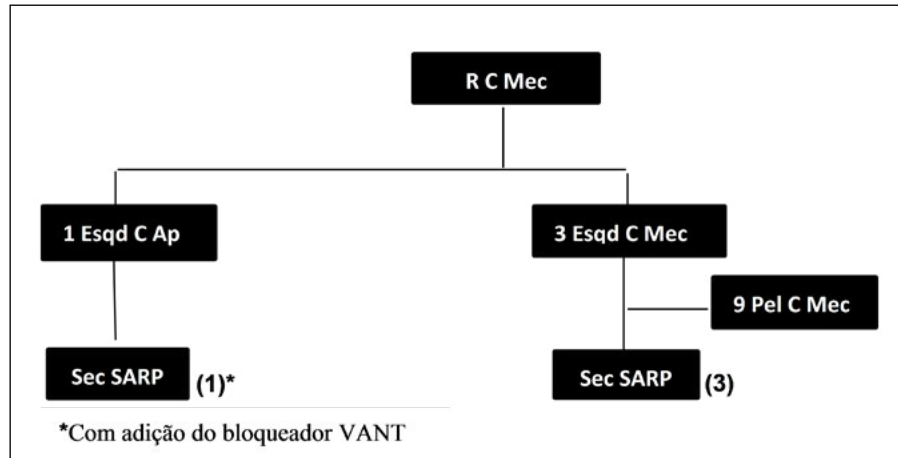 R C Mec
1 Esqd C Ap
3 Esqd C Mec
9 Pel C Mec
Sec SARP (1)*
Sec SARP (3)
*Com adição do bloqueador VANT